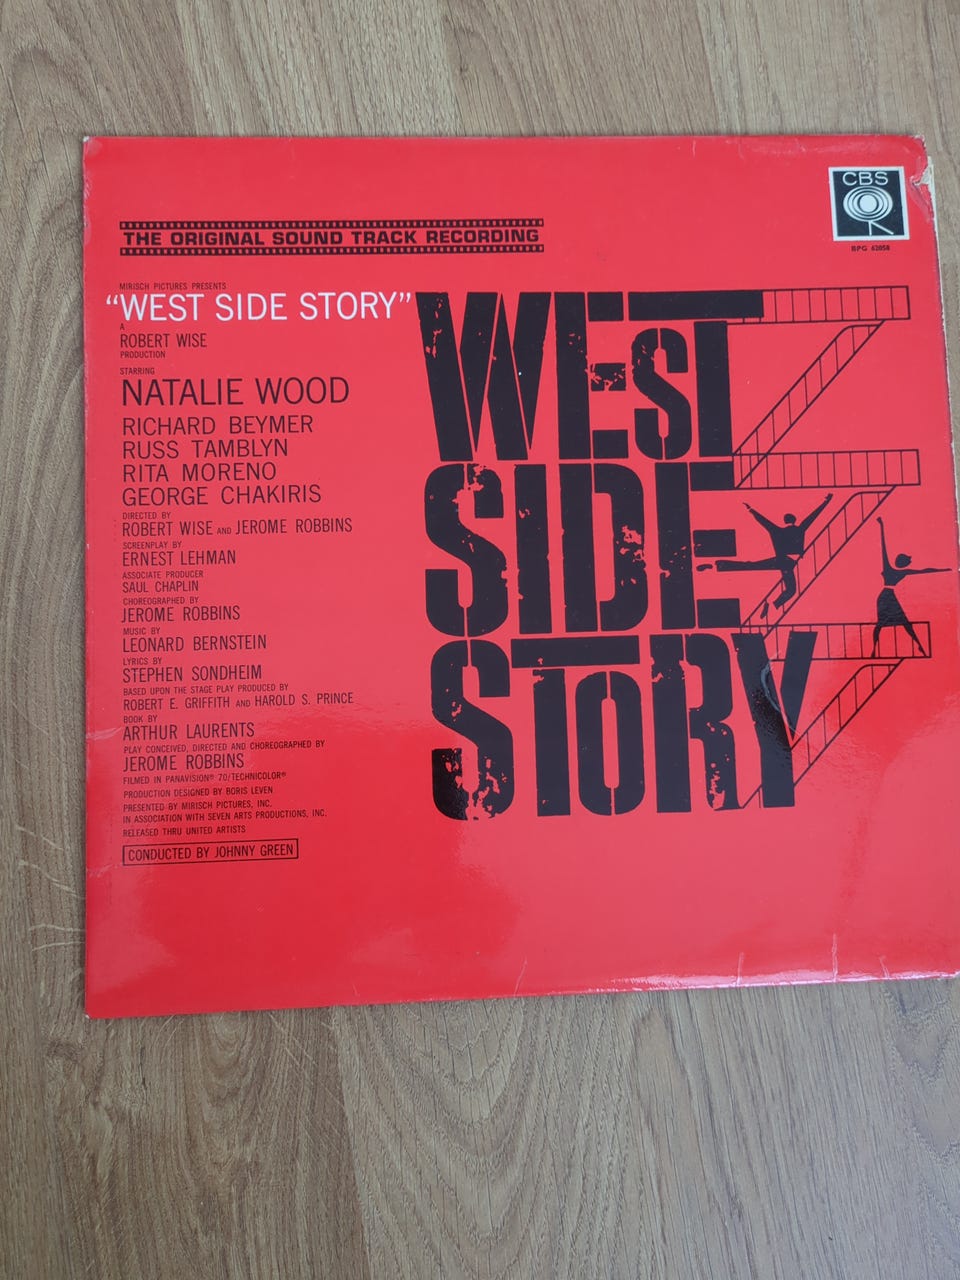 CBS
BPG 62058
THE ORIGINAL SOUND TRACK RECORDING
MIRISCH PICTURES PRESENTS
"WEST SIDE STORY"
A
ROBERT WISE
PRODUCTION
STARRING
NATALIE WOOD
RICHARD BEYMER
RUSS TAMBLYN
RITA MORENO
GEORGE CHAKIRIS
DIRECTED BY
ROBERT WISE AND JEROME ROBBINS
SCREENPLAY BY
ERNEST LEHMAN
ASSOCIATE PRODUCER
SAUL CHAPLIN
CHOREOGRAPHED BY
JEROME ROBBINS
MUSIC BY
LEONARD BERNSTEIN
LYRICS BY
STEPHEN SONDHEIM
BASED UPON THE STAGE PLAY PRODUCED BY
ROBERT E. GRIFFITH AND HAROLD S. PRINCE
BOOK BY
ARTHUR LAURENTS
PLAY CONCEIVED, DIRECTED AND CHOREOGRAPHED BY
JEROME ROBBINS
FILMED IN PANAVISION® 70/TECHNICOLOR®
PRODUCTION DESIGNED BY BORIS LEVEN
PRESENTED BY MIRISCH PICTURES, INC.
IN ASSOCIATION WITH SEVEN ARTS PRODUCTIONS, INC.
RELEASED THRU UNITED ARTISTS
CONDUCTED BY JOHNNY GREEN
WEST
SIDE
STORY